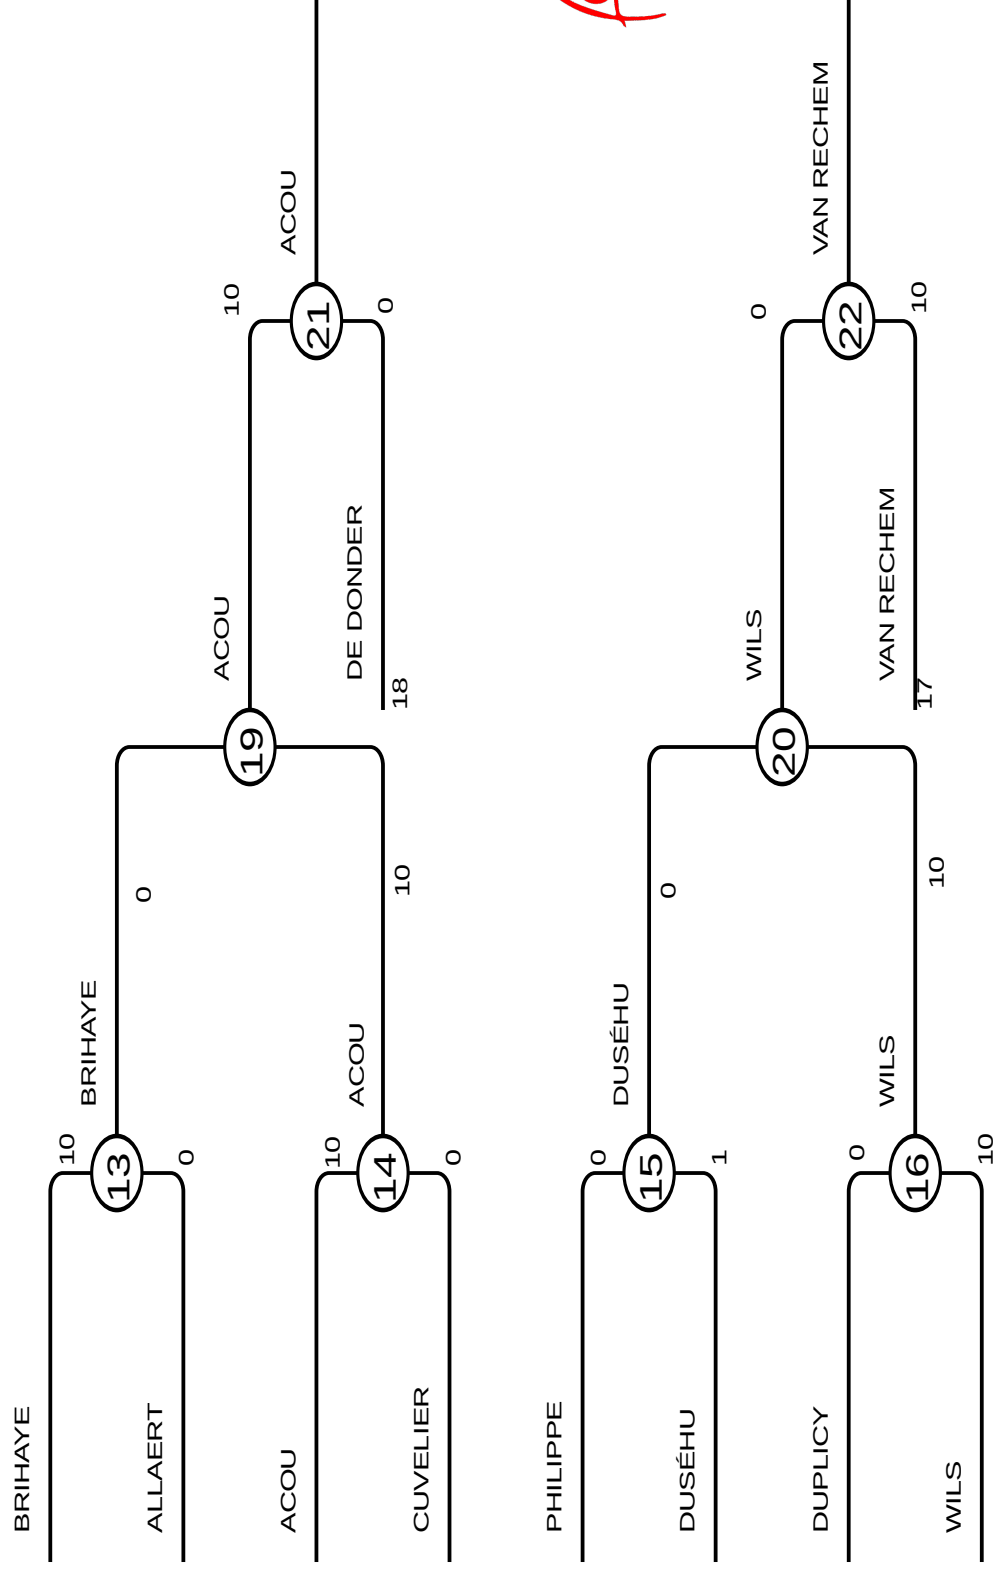 BRIHAYE
10
13
BRIHAYE
ALLAERT
0
0
19
ACOU
10
ACOU
10
14
ACOU
CUVELIER
0
10
21
ACOU
DE DONDER
18
0
PHILIPPE
0
15
DUSÉHU
DUSÉHU
1
0
20
WILS
0
DUPLICY
0
16
WILS
WILS
10
10
22
VAN RECHEM
VAN RECHEM
17
10